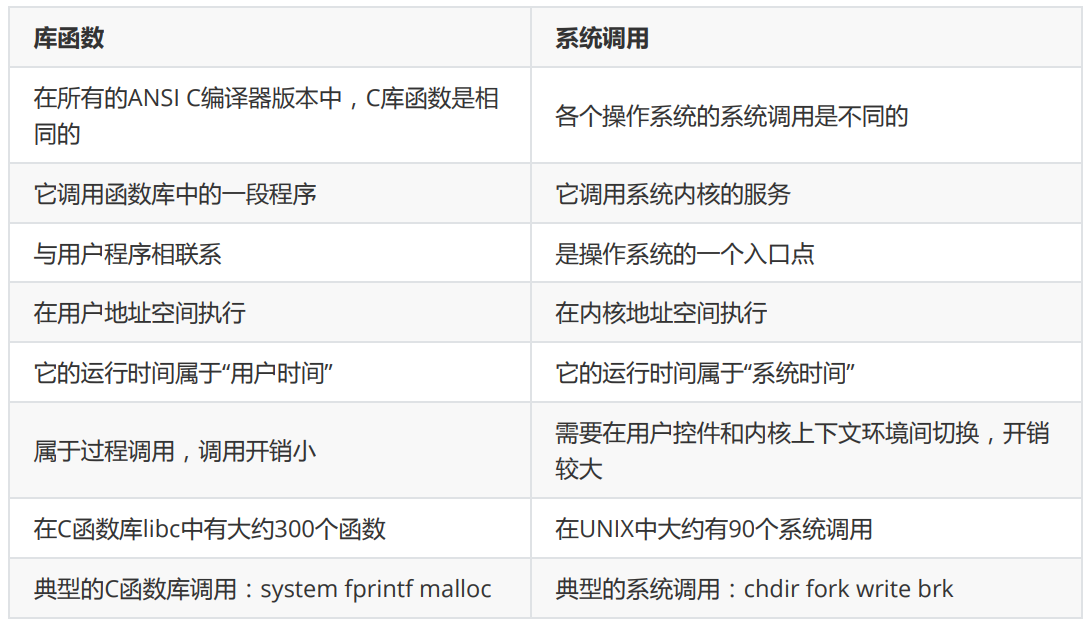 库函数
系统调用
在所有的ANSI C编译器版本中，C库函数是相
同的
各个操作系统的系统调用是不同的
它调用函数库中的一段程序
它调用系统内核的服务
与用户程序相联系
是操作系统的一个入口点
在用户地址空间执行
在内核地址空间执行
它的运行时间属于“用户时间”
它的运行时间属于“系统时间”
属于过程调用，调用开销小
需要在用户控件和内核上下文环境间切换，开销
较大
在C函数库libc中有大约300个函数
在UNIX中大约有90个系统调用
典型的C函数库调用：system fprintf malloc
典型的系统调用：chdir fork write brk